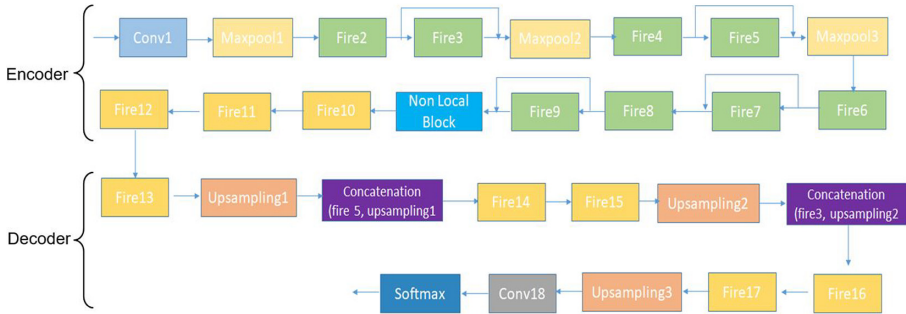 Encoder
Conv1
Maxpool1
Fire2
Fire3
Maxpool2
Fire4
Fire5
Maxpool3
Fire6
Fire7
Fire8
Fire9
Non Local
Block
Fire10
Fire11
Fire12
Decoder
Fire13
Upsampling1
Concatenation
(fire 5, upsampling1
Fire14
Fire15
Upsampling2
Concatenation
(fire3, upsampling2
Fire16
Fire17
Upsampling3
Conv18
Softmax